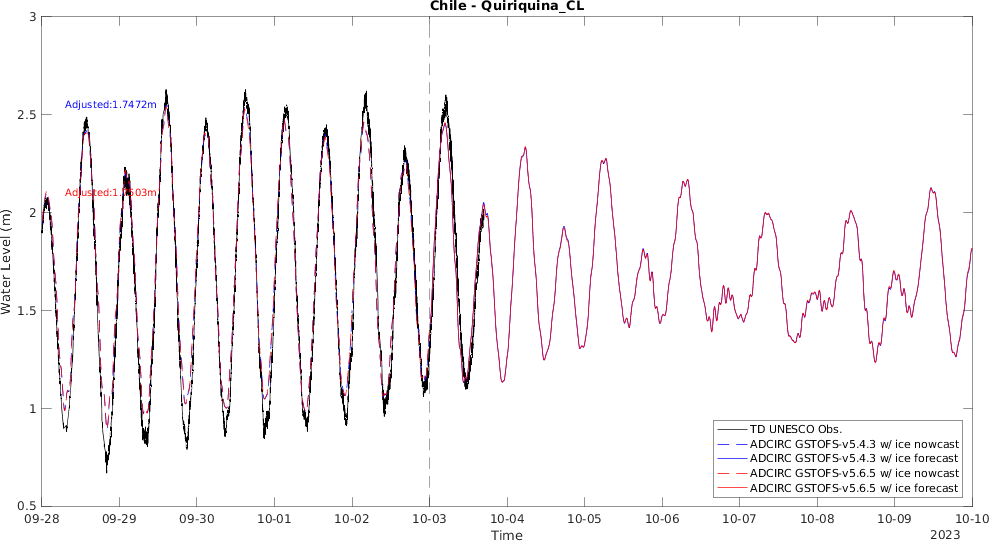 Chile - Quiriquina_CL
3
2.5
2
1.5
1
0.5
Water Level (m)
Adjusted:1.7472m
09-28 09-29 09-30 10-01 10-02 10-03 10-04 10-05 10-06 10-07 10-08 10-09 10-10
Time
2023
TD UNESCO Obs.
ADCIRC GSTOFS-v5.4.3 w/ ice nowcast
ADCIRC GSTOFS-v5.4.3 w/ ice forecast
ADCIRC GSTOFS-v5.6.5 w/ ice nowcast
ADCIRC GSTOFS-v5.6.5 w/ ice forecast